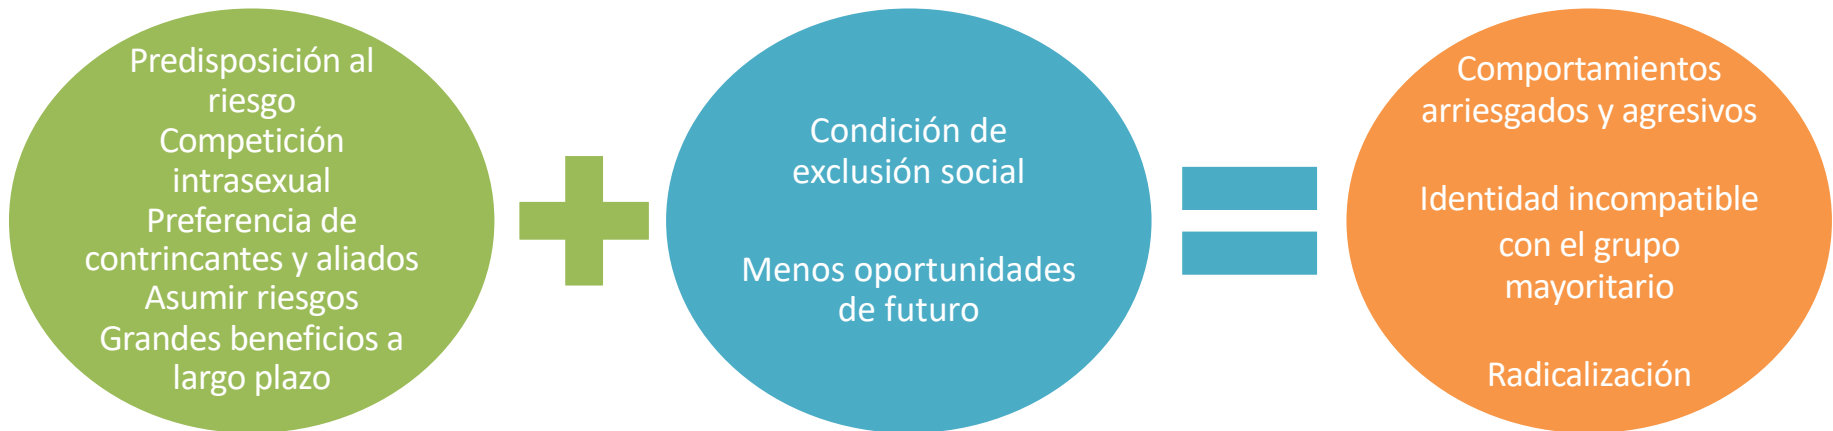 Predisposición al
riesgo
Competición
intrasexual
Preferencia de
contrincantes y aliados
Asumir riesgos
Grandes beneficios a
largo plazo
Condición de
exclusión social
Menos oportunidades
de futuro
Comportamientos
arriesgados y agresivos
Identidad incompatible
con el grupo
mayoritario
Radicalización